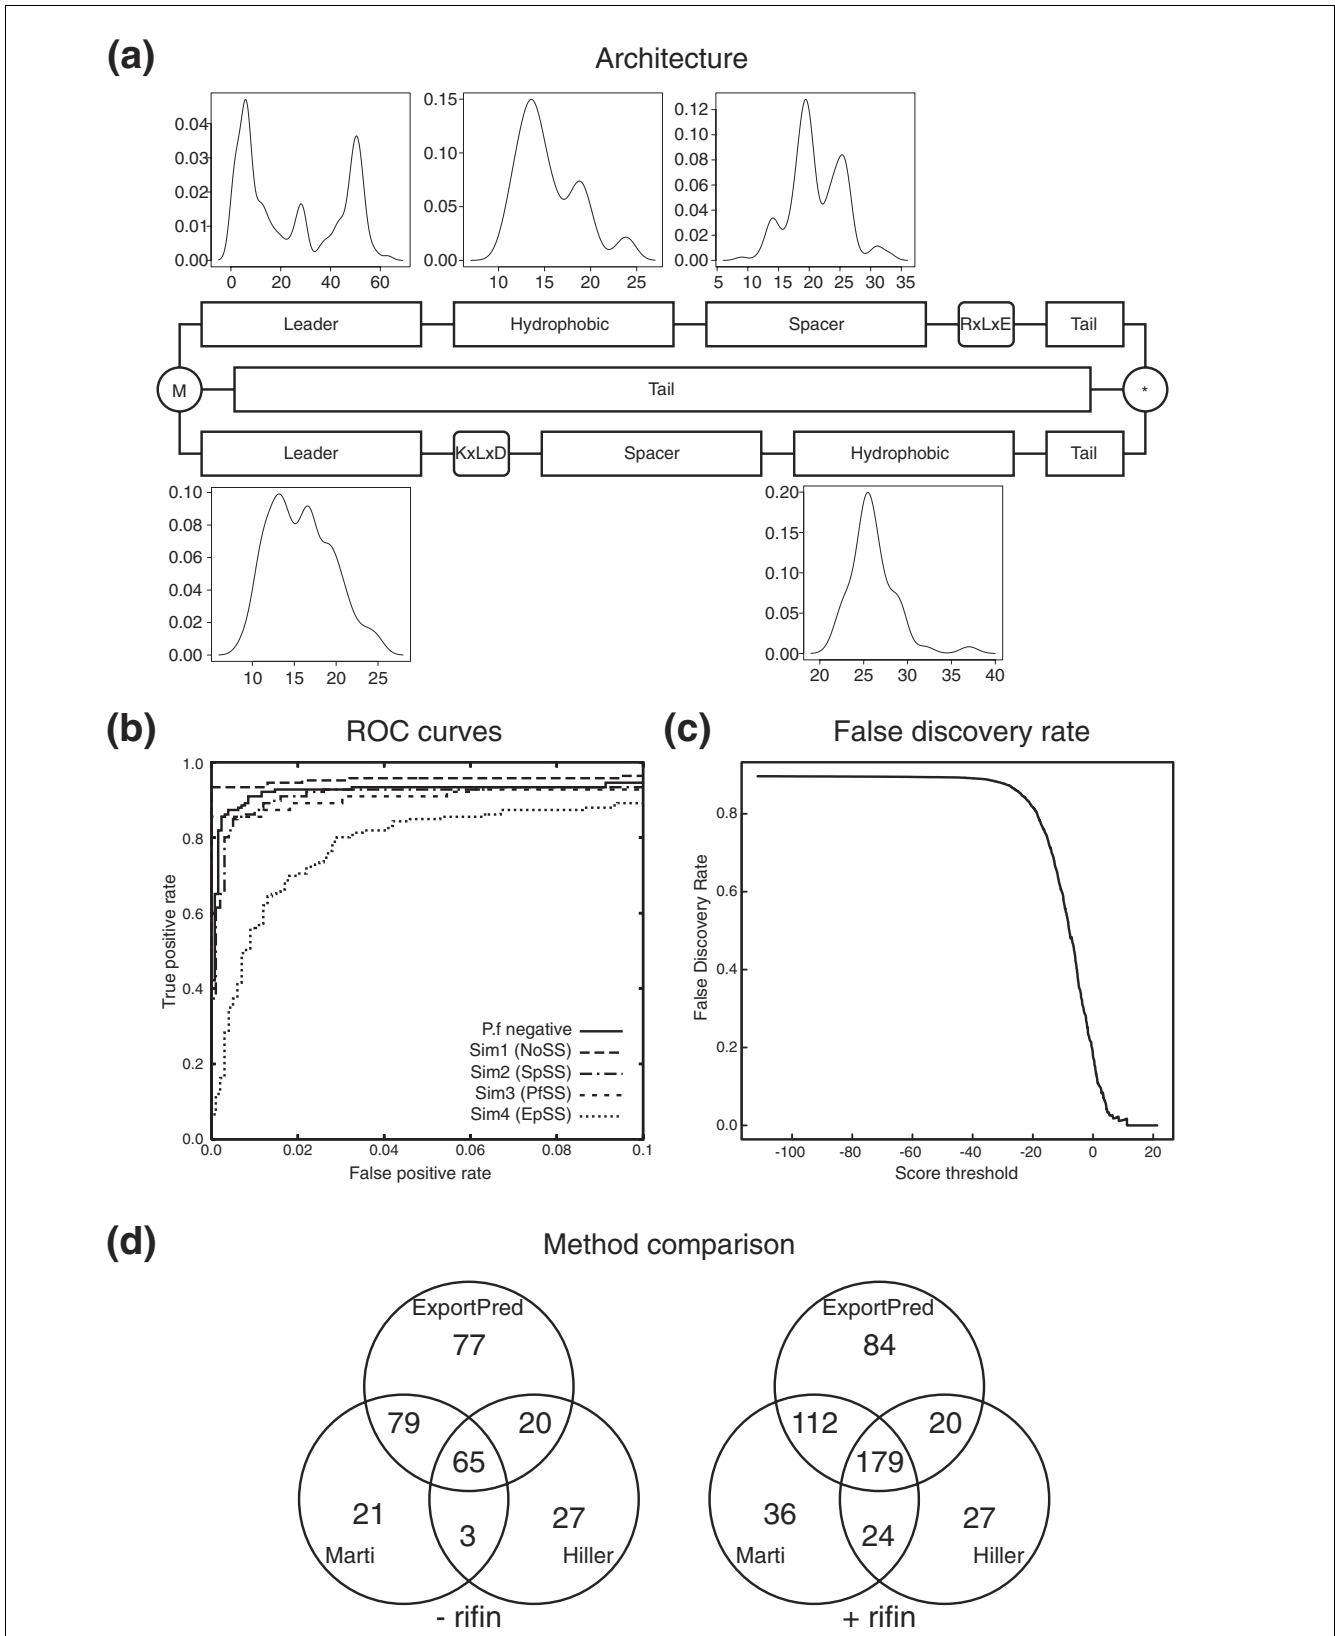 (a)
Architecture
0.04
0.03
0.02
0.01
0.00
0 20 40 60
0.15
0.10
0.05
0.00
10 15 20 25
0.12
0.10
0.08
0.06
0.04
0.02
0.00
5 10 15 20 25 30 35
Leader Hydrophobic Spacer RxLxE Tail
M Tail *
Leader KxLxD Spacer Hydrophobic Tail
0.10
0.08
0.06
0.04
0.02
0.00
10 15 20 25
0.20
0.15
0.10
0.05
0.00
20 25 30 35 40
(b)
ROC curves
True positive rate
1.0
0.8
0.6
0.4
0.2
0.0
P.f negative
Sim1 (NoSS)
Sim2 (SpSS)
Sim3 (PfSS)
Sim4 (EpSS)
0.0 0.02 0.04 0.06 0.08 0.1
False positive rate
(c)
False discovery rate
False Discovery Rate
0.8
0.6
0.4
0.2
0.0
-100 -80 -60 -40 -20 0 20
Score threshold
(d)
Method comparison
ExportPred
77
79 20
65
21 3 27
Marti Hiller
- rifin
ExportPred
84
112 20
179
36 24 27
Marti Hiller
+ rifin